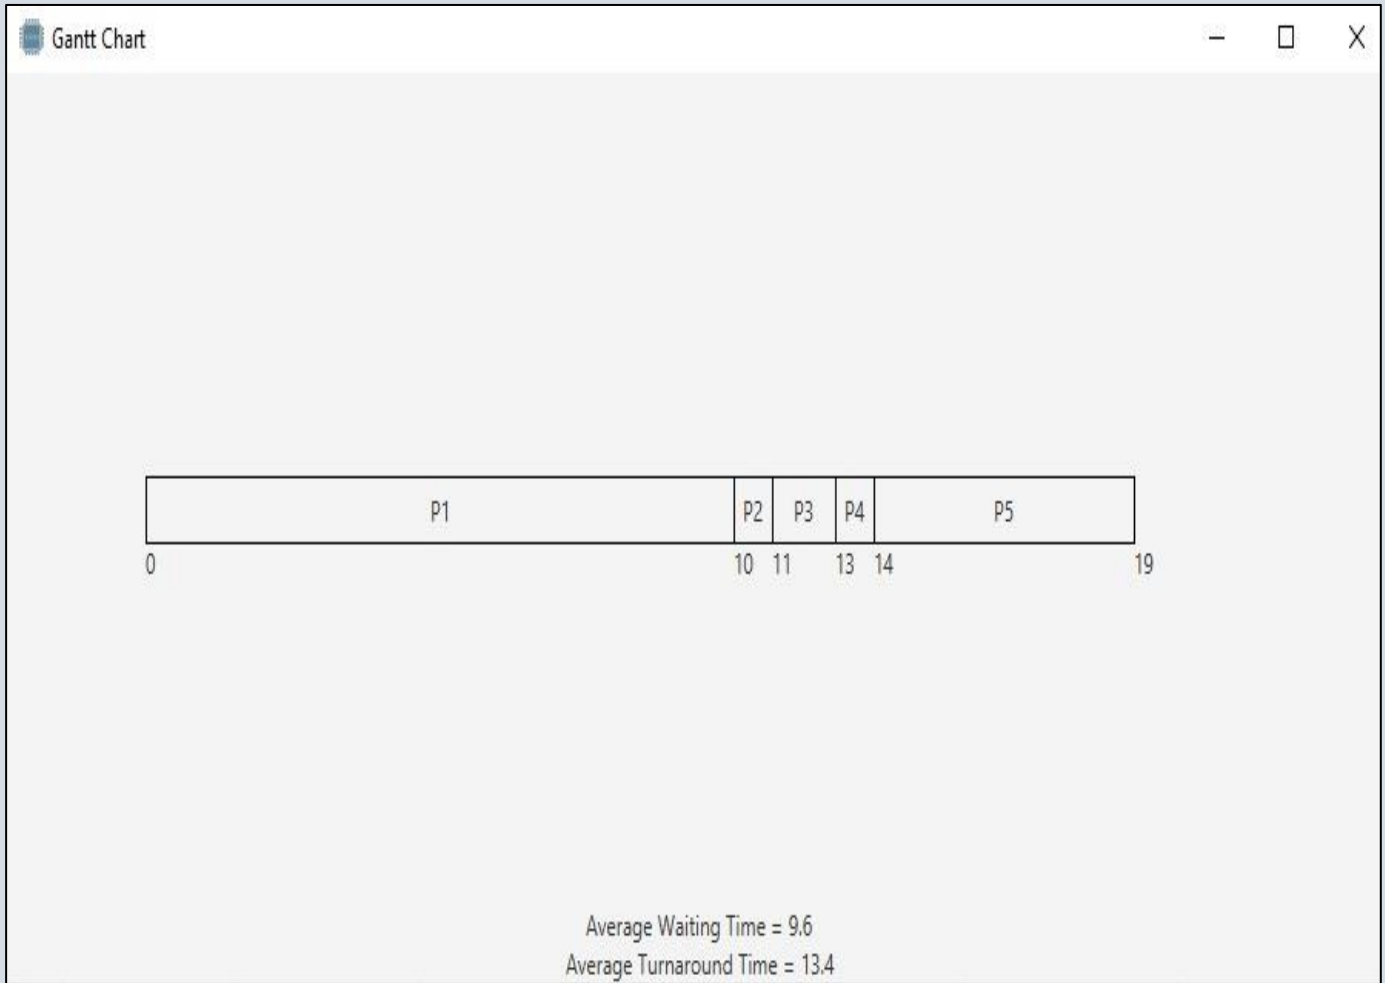 Gantt Chart
P1 P2 P3 P4 P5
0 10 11 13 14 19
Average Waiting Time = 9.6
Average Turnaround Time = 13.4